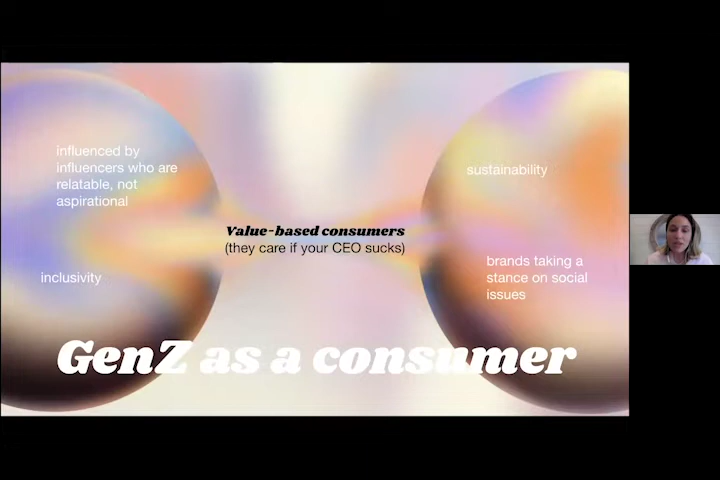 influenced by
influencers who are
relatable, not
aspirational
inclusivity
Value-based consumers
(they care if your CEO sucks)
sustainability
brands taking a
stance on social
issues
GenZ as a consumer